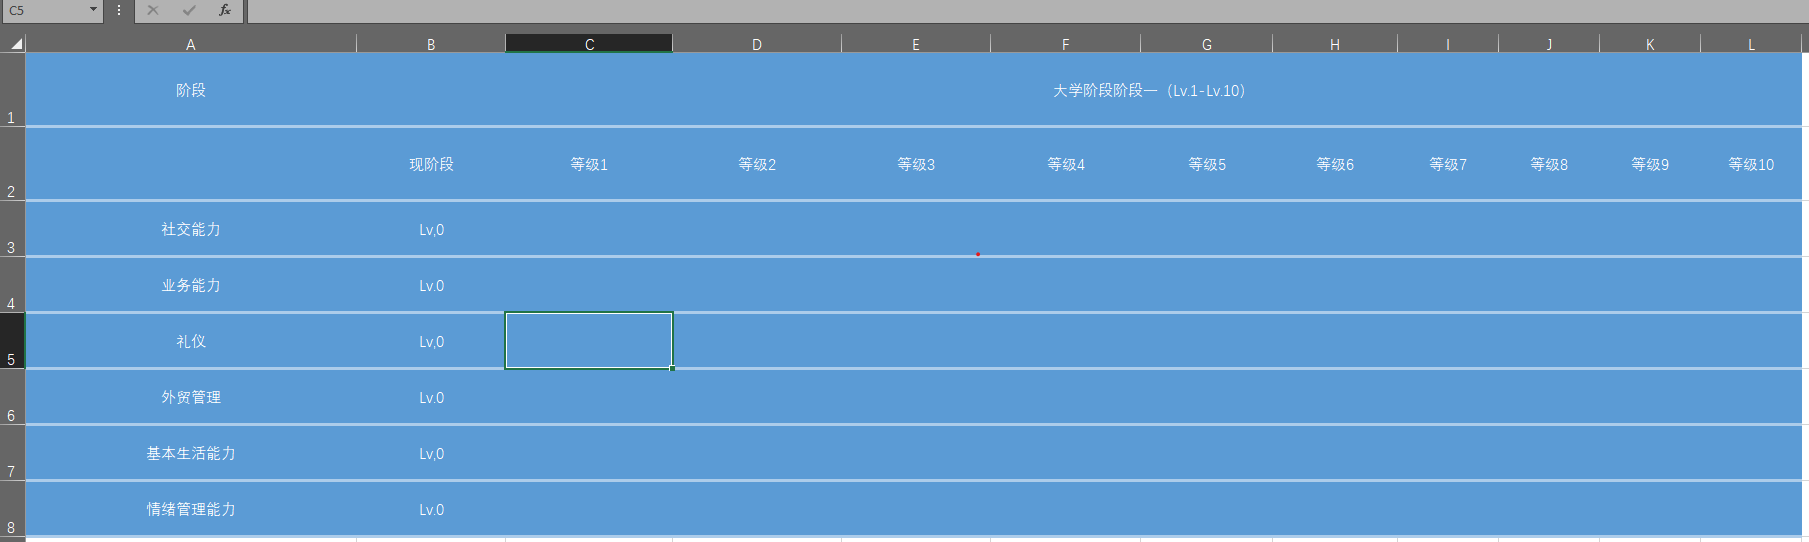 C5 fx
A B C D E F G H I J K L
1 阶段 大学阶段阶段一（Lv.1-Lv.10）
2 现阶段 等级1 等级2 等级3 等级4 等级5 等级6 等级7 等级8 等级9 等级10
3 社交能力 Lv,0
4 业务能力 Lv.0
5 礼仪 Lv,0
6 外贸管理 Lv.0
7 基本生活能力 Lv,0
8 情绪管理能力 Lv.0